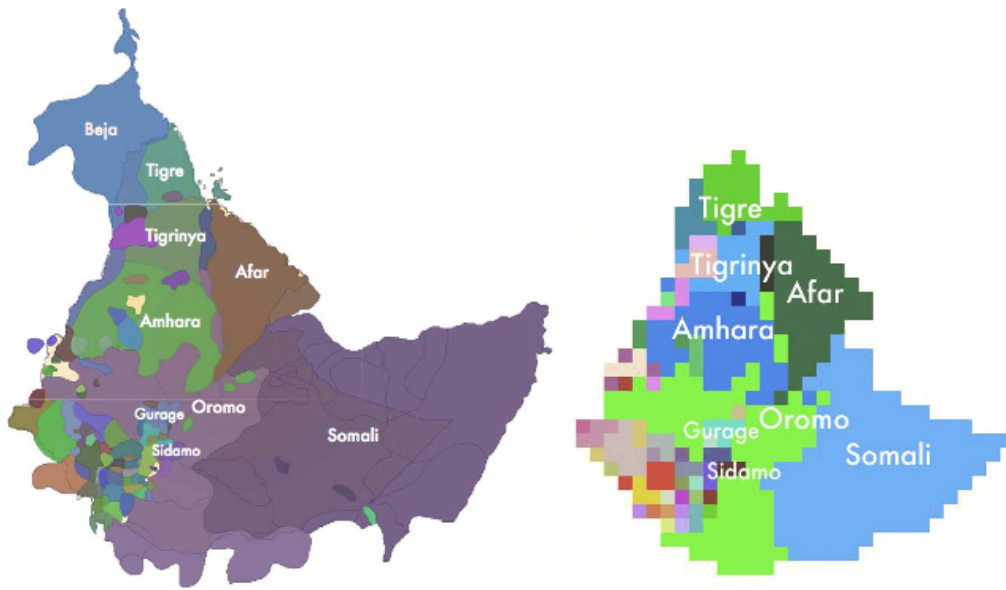 Beja
Tigre
Tigrinya
Afar
Amhara
Oromo
Gurage
Sidamo
Somali
Tigre
Tigrinya
Afar
Amhara
Oromo
Gurage
Sidamo
Somali